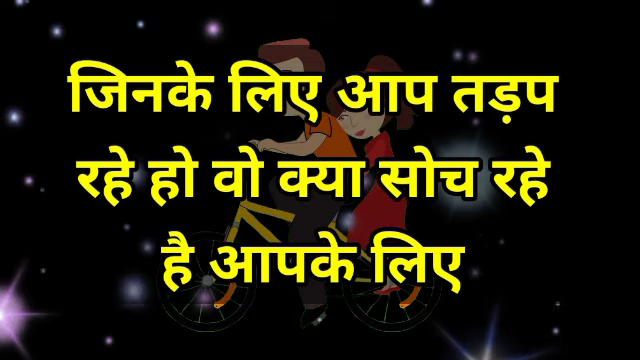 जिनके लिए आप तड़प
रहे हो वो क्या सोच रहे
है आपके लिए